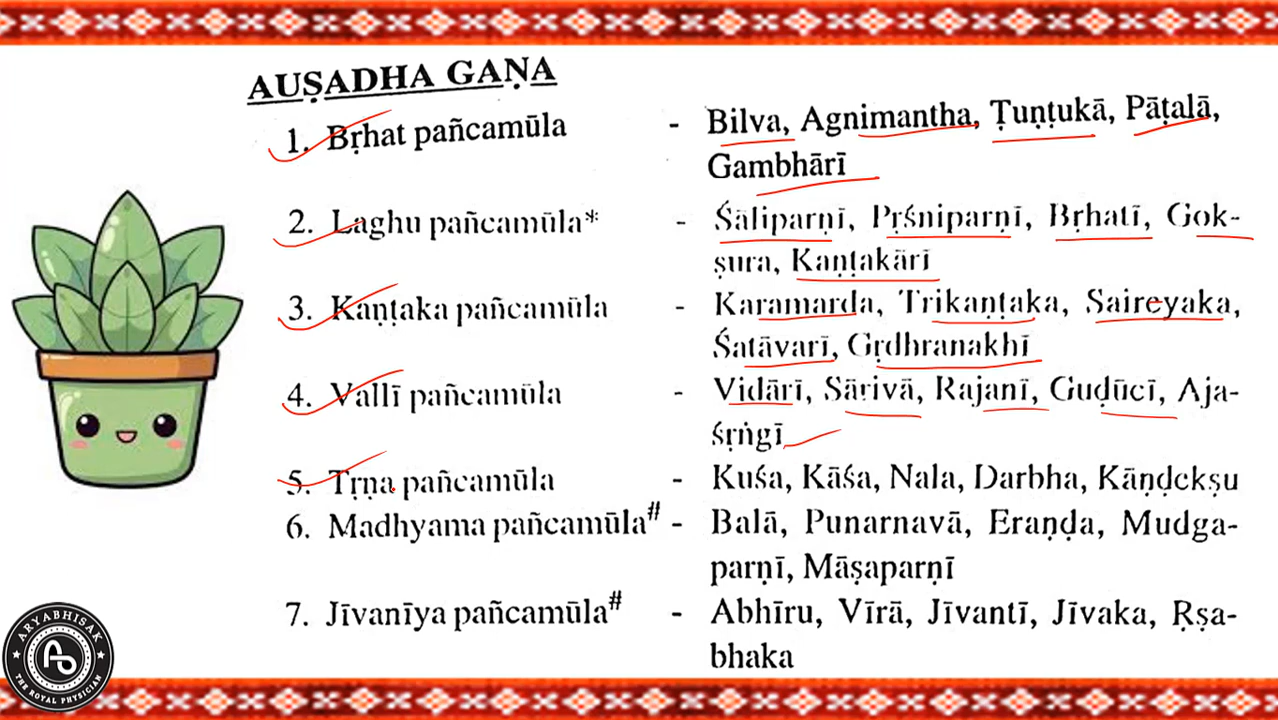 AUṢADHA GAṆA
1. Bṛhat pañcamūla - Bilva, Agnimantha, Ṭuṇṭukā, Pāṭalā,
Gambhārī
2. Laghu pañcamūla* - Śāliparṇī, Pṛśniparṇī, Bṛhatī, Gok-
ṣura, Kaṇṭakārī
3. Kaṇṭaka pañcamūla - Karamarda, Trikaṇṭaka, Saireyaka,
Śatāvarī, Gṛdhranakhī
4. Vallī pañcamūla - Vidārī, Sārivā, Rajanī, Guḍūcī, Aja-
śṛṅgī
5. Tṛṇa pañcamūla - Kuśa, Kāśa, Nala, Darbha, Kāṇḍekṣu
6. Madhyama pañcamūla# - Balā, Punarnavā, Eraṇḍa, Mudga-
parṇī, Māṣaparṇī
7. Jīvanīya pañcamūla# - Abhīru, Vīrā, Jīvantī, Jīvaka, Ṛṣa-
bhaka
ARYABHISAK
THE ROYAL PHYSICIAN